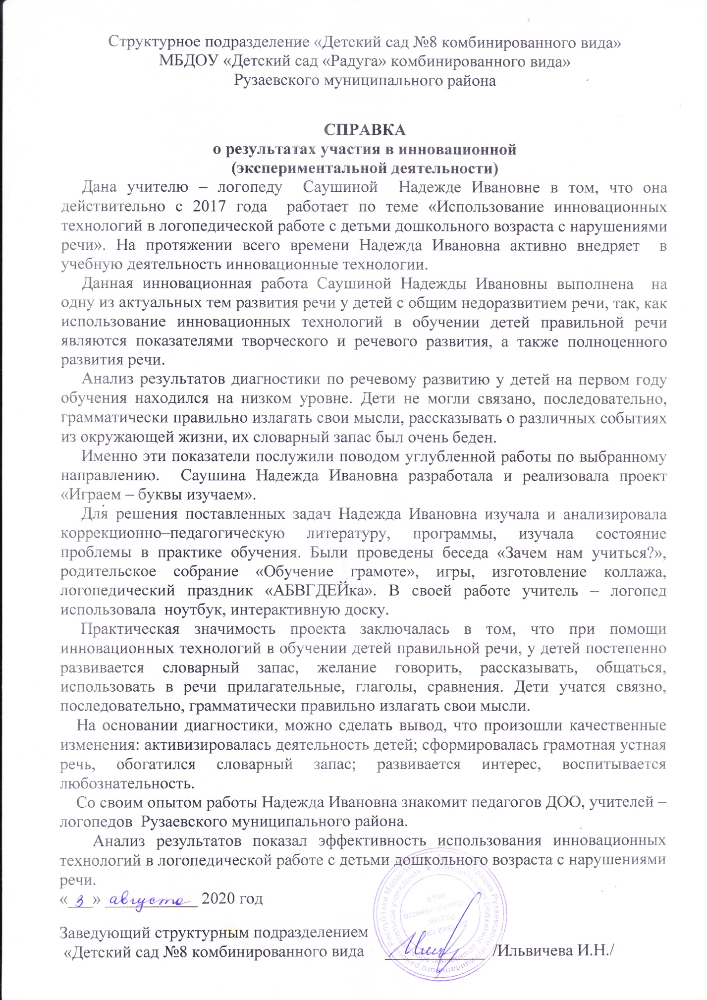 Структурное подразделение «Детский сад №8 комбинированного вида»
МБДОУ «Детский сад «Радуга» комбинированного вида»
Рузаевского муниципального района
СПРАВКА
о результатах участия в инновационной
(экспериментальной деятельности)
Дана учителю – логопеду Саушиной Надежде Ивановне в том, что она
действительно с 2017 года работает по теме «Использование инновационных
технологий в логопедической работе с детьми дошкольного возраста с нарушениями
речи». На протяжении всего времени Надежда Ивановна активно внедряет в
учебную деятельность инновационные технологии.
Данная инновационная работа Саушиной Надежды Ивановны выполнена на
одну из актуальных тем развития речи у детей с общим недоразвитием речи, так, как
использование инновационных технологий в обучении детей правильной речи
являются показателями творческого и речевого развития, а также полноценного
развития речи.
Анализ результатов диагностики по речевому развитию у детей на первом году
обучения находился на низком уровне. Дети не могли связано, последовательно,
грамматически правильно излагать свои мысли, рассказывать о различных событиях
из окружающей жизни, их словарный запас был очень беден.
Именно эти показатели послужили поводом углубленной работы по выбранному
направлению. Саушина Надежда Ивановна разработала и реализовала проект
«Играем – буквы изучаем».
Для решения поставленных задач Надежда Ивановна изучала и анализировала
коррекционно–педагогическую литературу, программы, изучала состояние
проблемы в практике обучения. Были проведены беседа «Зачем нам учиться?»,
родительское собрание «Обучение грамоте», игры, изготовление коллажа,
логопедический праздник «АБВГДЕЙка». В своей работе учитель – логопед
использовала ноутбук, интерактивную доску.
Практическая значимость проекта заключалась в том, что при помощи
инновационных технологий в обучении детей правильной речи, у детей постепенно
развивается словарный запас, желание говорить, рассказывать, общаться,
использовать в речи прилагательные, глаголы, сравнения. Дети учатся связно,
последовательно, грамматически правильно излагать свои мысли.
На основании диагностики, можно сделать вывод, что произошли качественные
изменения: активизировалась деятельность детей; сформировалась грамотная устная
речь, обогатился словарный запас; развивается интерес, воспитывается
любознательность.
Со своим опытом работы Надежда Ивановна знакомит педагогов ДОО, учителей –
логопедов Рузаевского муниципального района.
Анализ результатов показал эффективность использования инновационных
технологий в логопедической работе с детьми дошкольного возраста с нарушениями
речи.
«3» августа 2020 год
Заведующий структурным подразделением
«Детский сад №8 комбинированного вида /Ильвичева И.Н./
Администрация Рузаевского муниципального района Республики Мордовия
Муниципальное бюджетное дошкольное образовательное учреждение
Детский сад
Радуга
комбинированного
вида